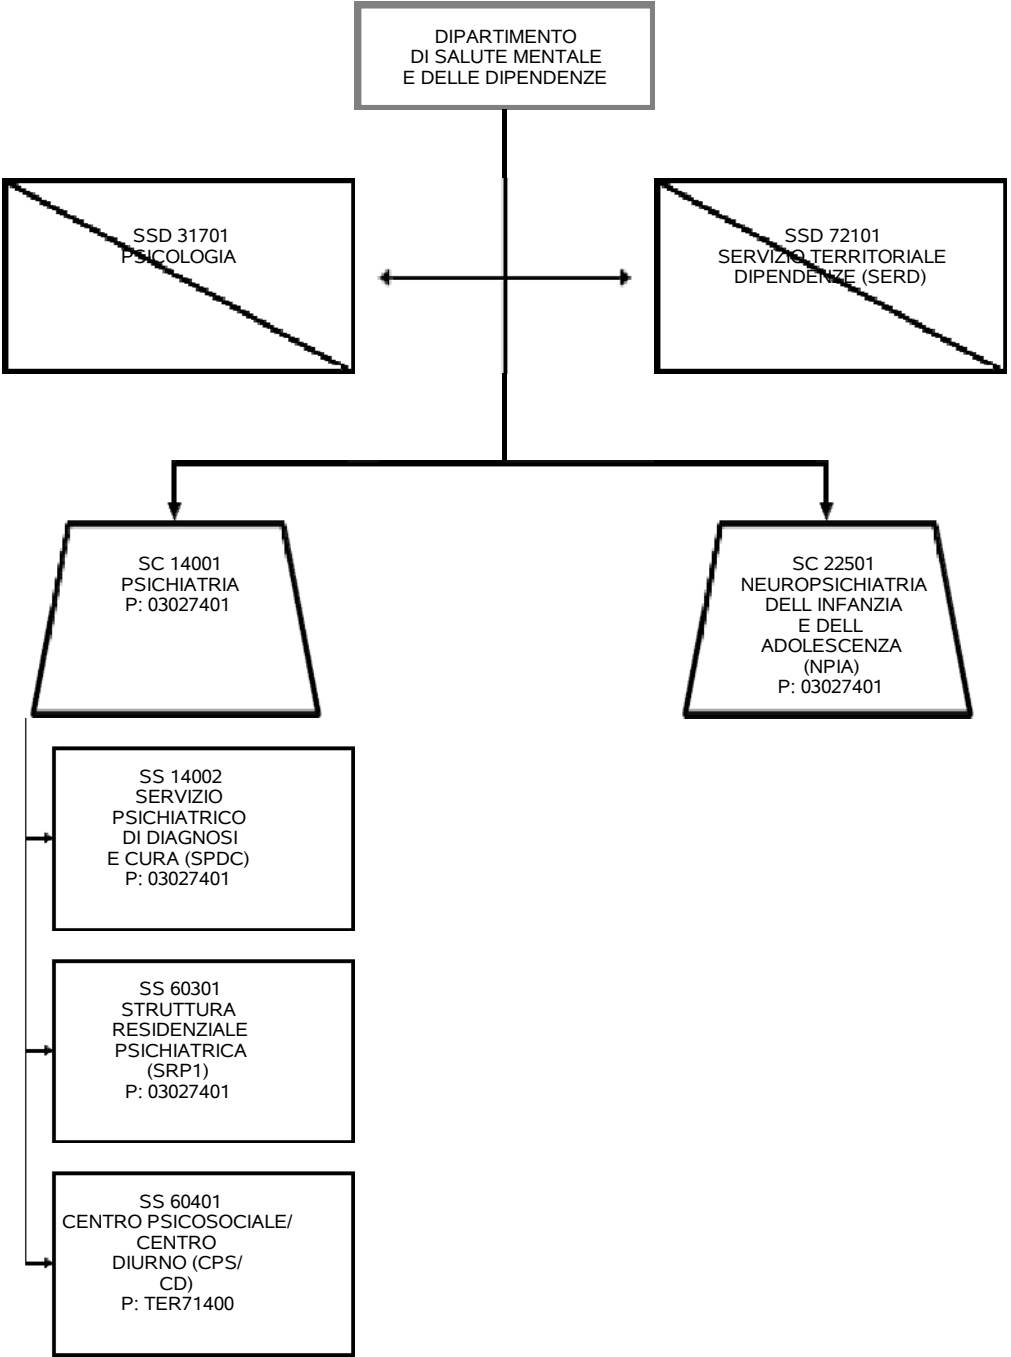 DIPARTIMENTO
DI SALUTE MENTALE
E DELLE DIPENDENZE
SSD 31701
PSICOLOGIA
SSD 72101
SERVIZIO TERRITORIALE
DIPENDENZE (SERD)
SC 14001
PSICHIATRIA
P: 03027401
SC 22501
NEUROPSICHIATRIA
DELL INFANZIA
E DELL
ADOLESCENZA
(NPIA)
P: 03027401
SS 14002
SERVIZIO
PSICHIATRICO
DI DIAGNOSI
E CURA (SPDC)
P: 03027401
SS 60301
STRUTTURA
RESIDENZIALE
PSICHIATRICA
(SRP1)
P: 03027401
SS 60401
CENTRO PSICOSOCIALE/
CENTRO
DIURNO (CPS/
CD)
P: TER71400